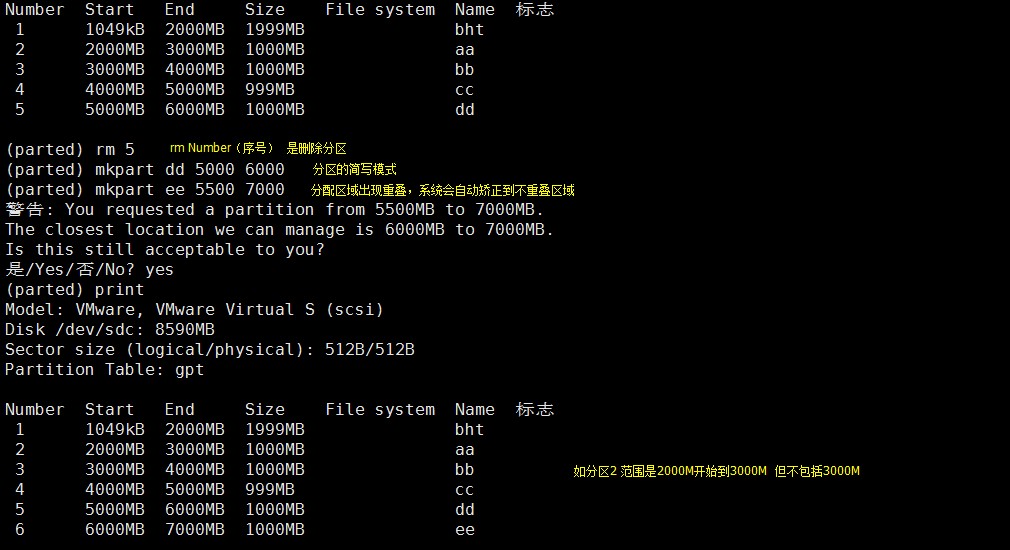 Number  Start   End     Size    File system  Name  标志
 1      1049kB  2000MB  1999MB               bht
 2      2000MB  3000MB  1000MB               aa
 3      3000MB  4000MB  1000MB               bb
 4      4000MB  5000MB  999MB                cc
 5      5000MB  6000MB  1000MB               dd
(parted) rm 5 rm Number（序号） 是删除分区
(parted) mkpart dd 5000 6000 分区的简写模式
(parted) mkpart ee 5500 7000 分配区域出现重叠，系统会自动矫正到不重叠区域
警告: You requested a partition from 5500MB to 7000MB.
The closest location we can manage is 6000MB to 7000MB.
Is this still acceptable to you?
是/Yes/否/No? yes
(parted) print
Model: VMware, VMware Virtual S (scsi)
Disk /dev/sdc: 8590MB
Sector size (logical/physical): 512B/512B
Partition Table: gpt
Number  Start   End     Size    File system  Name  标志
 1      1049kB  2000MB  1999MB               bht
 2      2000MB  3000MB  1000MB               aa
 3      3000MB  4000MB  1000MB               bb 如分区2 范围是2000M开始到3000M 但不包括3000M
 4      4000MB  5000MB  999MB                cc
 5      5000MB  6000MB  1000MB               dd
 6      6000MB  7000MB  1000MB               ee